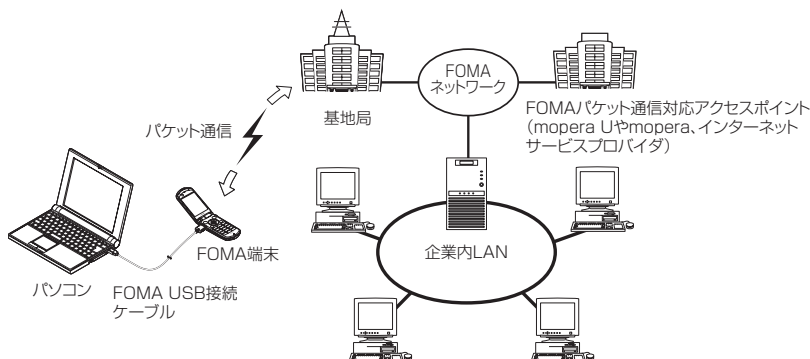 FOMA
ネットワーク
基地局
FOMAパケット通信対応アクセスポイント
（mopera Uやmopera、インターネット
サービスプロバイダ）
パケット通信
FOMA端末
企業内LAN
パソコン
FOMA USB接続
ケーブル